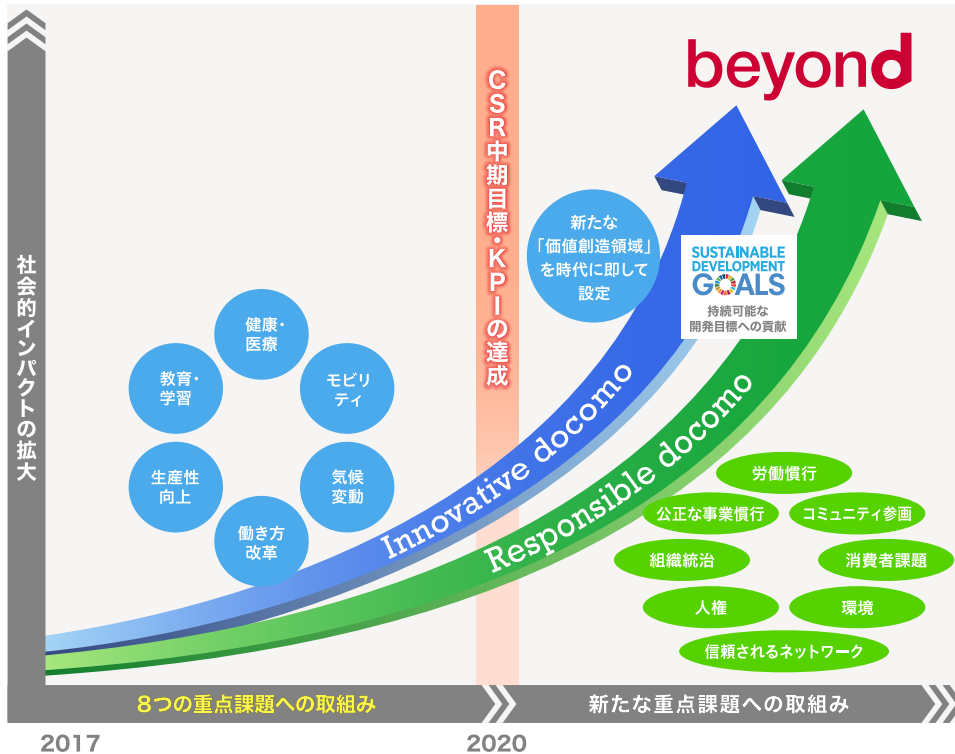 beyond
社会的インパクトの拡大
CSR中期目標・KPIの達成
健康・
医療
教育・
学習
モビリ
ティ
生産性
向上
気候
変動
働き方
改革
新たな
「価値創造領域」
を時代に即して
設定
SUSTAINABLE
DEVELOPMENT
GOALS
持続可能な
開発目標への貢献
Innovative docomo
Responsible docomo
労働慣行
公正な事業慣行
コミュニティ参画
組織統治
消費者課題
人権
環境
信頼されるネットワーク
8つの重点課題への取組み
新たな重点課題への取組み
2017
2020